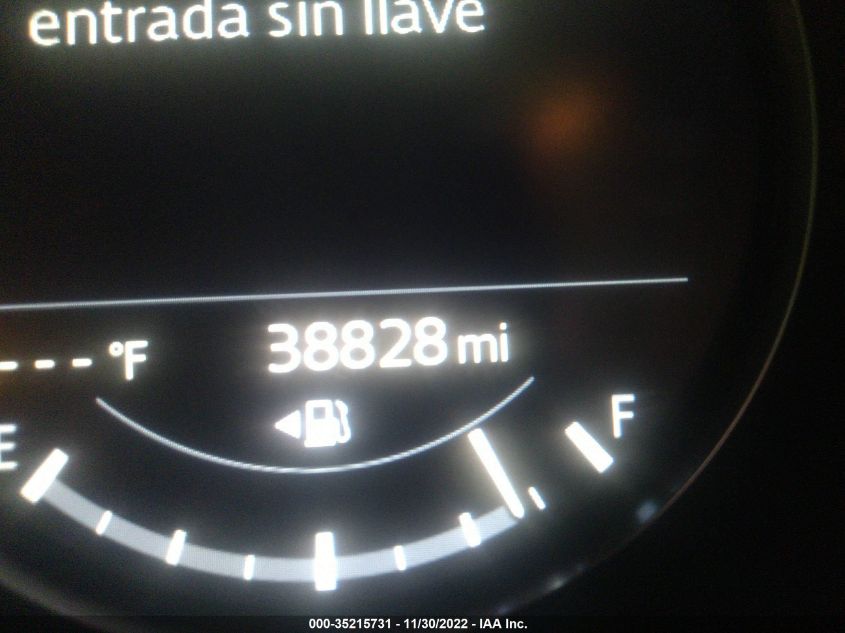 entrada sin llave
---°F 38828 mi
E F
000-35215731 - 11/30/2022 - IAA Inc.